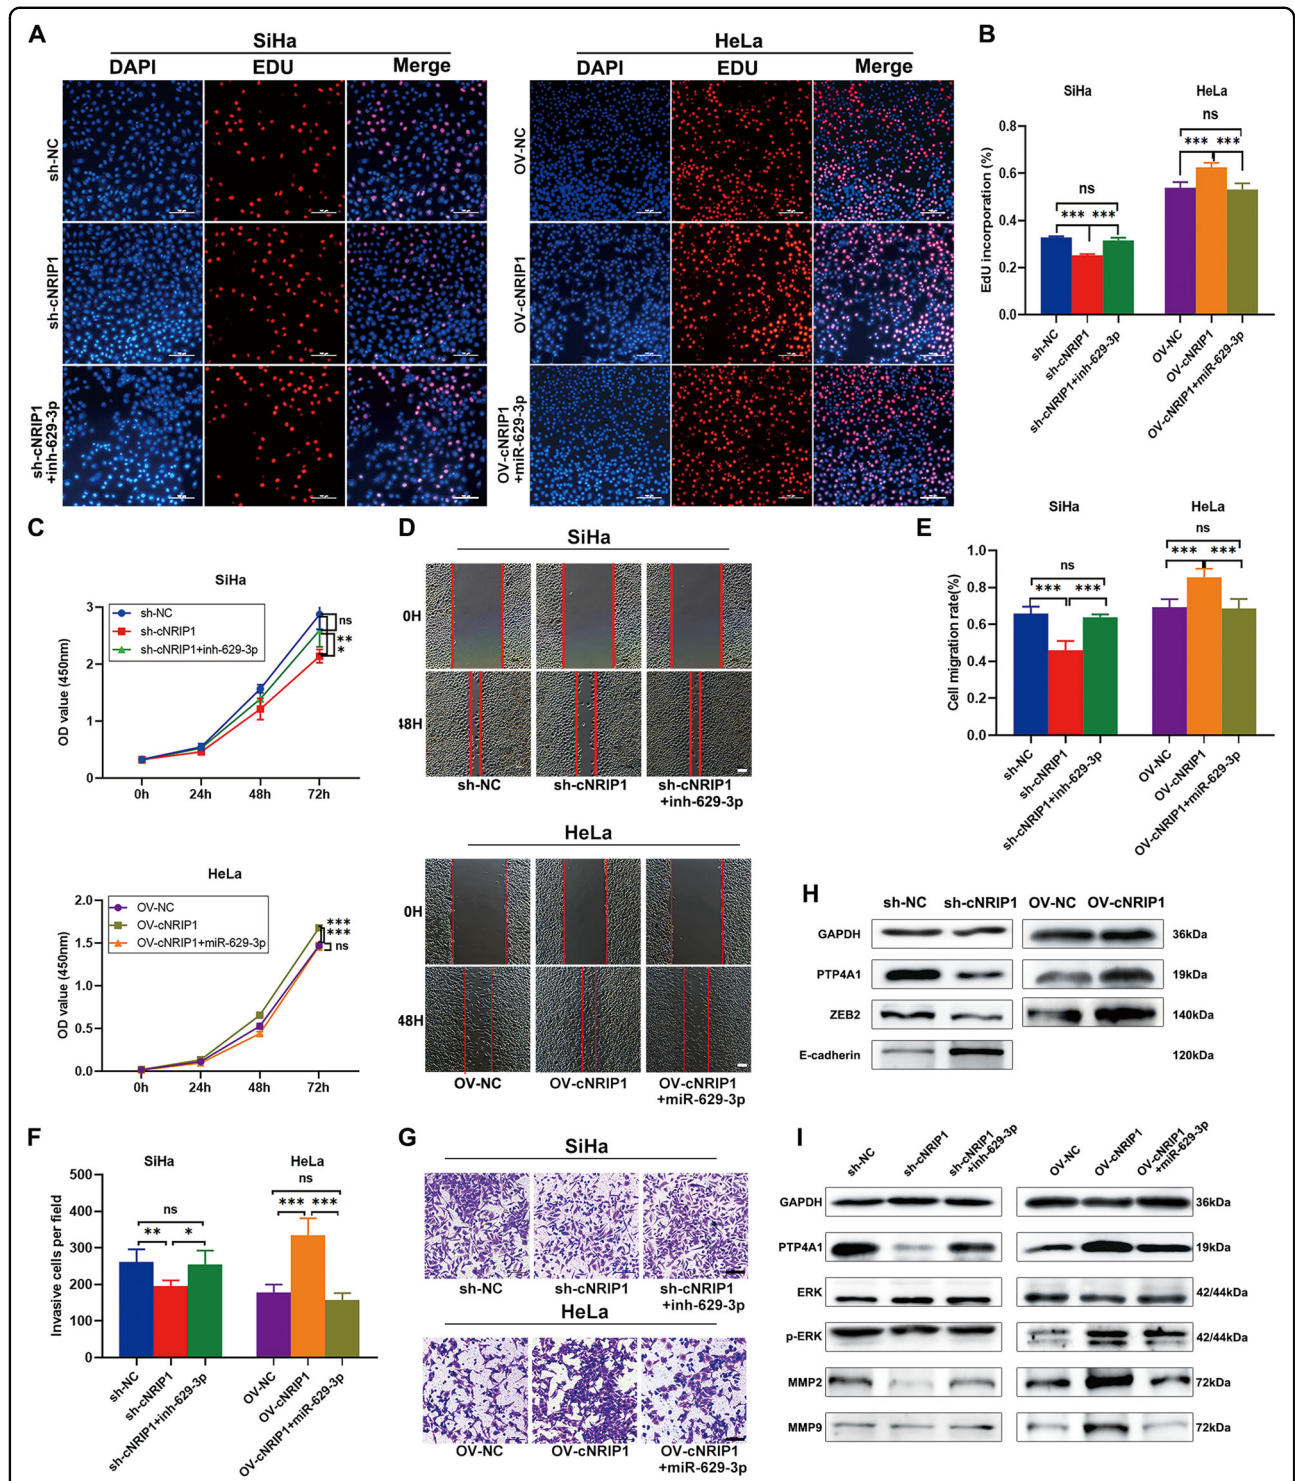 A
SiHa
DAPI EDU Merge
sh-NC
sh-cNRIP1
sh-cNRIP1
+inh-629-3p
HeLa
DAPI EDU Merge
OV-NC
OV-cNRIP1
OV-cNRIP1
+miR-629-3p
B
SiHa HeLa
EdU incorporation (%)
0.8
0.6
0.4
0.2
0.0
ns
*** ***
ns
*** ***
sh-NC
sh-cNRIP1
sh-cNRIP1+inh-629-3p
OV-NC
OV-cNRIP1
OV-cNRIP1+miR-629-3p
C
SiHa
OD value (450nm)
3
2
1
0
sh-NC
sh-cNRIP1
sh-cNRIP1+inh-629-3p
ns
**
*
0h 24h 48h 72h
HeLa
OD value (450nm)
2.0
1.5
1.0
0.5
0.0
OV-NC
OV-cNRIP1
OV-cNRIP1+miR-629-3p
***
***
ns
0h 24h 48h 72h
D
SiHa
0H
48H
sh-NC sh-cNRIP1 sh-cNRIP1
+inh-629-3p
HeLa
0H
48H
OV-NC OV-cNRIP1 OV-cNRIP1
+miR-629-3p
E
SiHa HeLa
Cell migration rate(%)
1.0
0.8
0.6
0.4
0.2
0.0
ns
*** ***
ns
*** ***
sh-NC
sh-cNRIP1
sh-cNRIP1+inh-629-3p
OV-NC
OV-cNRIP1
OV-cNRIP1+miR-629-3p
H
sh-NC sh-cNRIP1 OV-NC OV-cNRIP1
GAPDH 36kDa
PTP4A1 19kDa
ZEB2 140kDa
E-cadherin 120kDa
F
SiHa HeLa
Invasive cells per field
500
400
300
200
100
0
ns
** *
ns
*** ***
sh-NC
sh-cNRIP1
sh-cNRIP1+inh-629-3p
OV-NC
OV-cNRIP1
OV-cNRIP1+miR-629-3p
G
SiHa
sh-NC sh-cNRIP1 sh-cNRIP1
+inh-629-3p
HeLa
OV-NC OV-cNRIP1 OV-cNRIP1
+miR-629-3p
I
sh-NC
sh-cNRIP1
sh-cNRIP1
+inh-629-3p
OV-NC
OV-cNRIP1
OV-cNRIP1
+miR-629-3p
GAPDH 36kDa
PTP4A1 19kDa
ERK 42/44kDa
p-ERK 42/44kDa
MMP2 72kDa
MMP9 72kDa